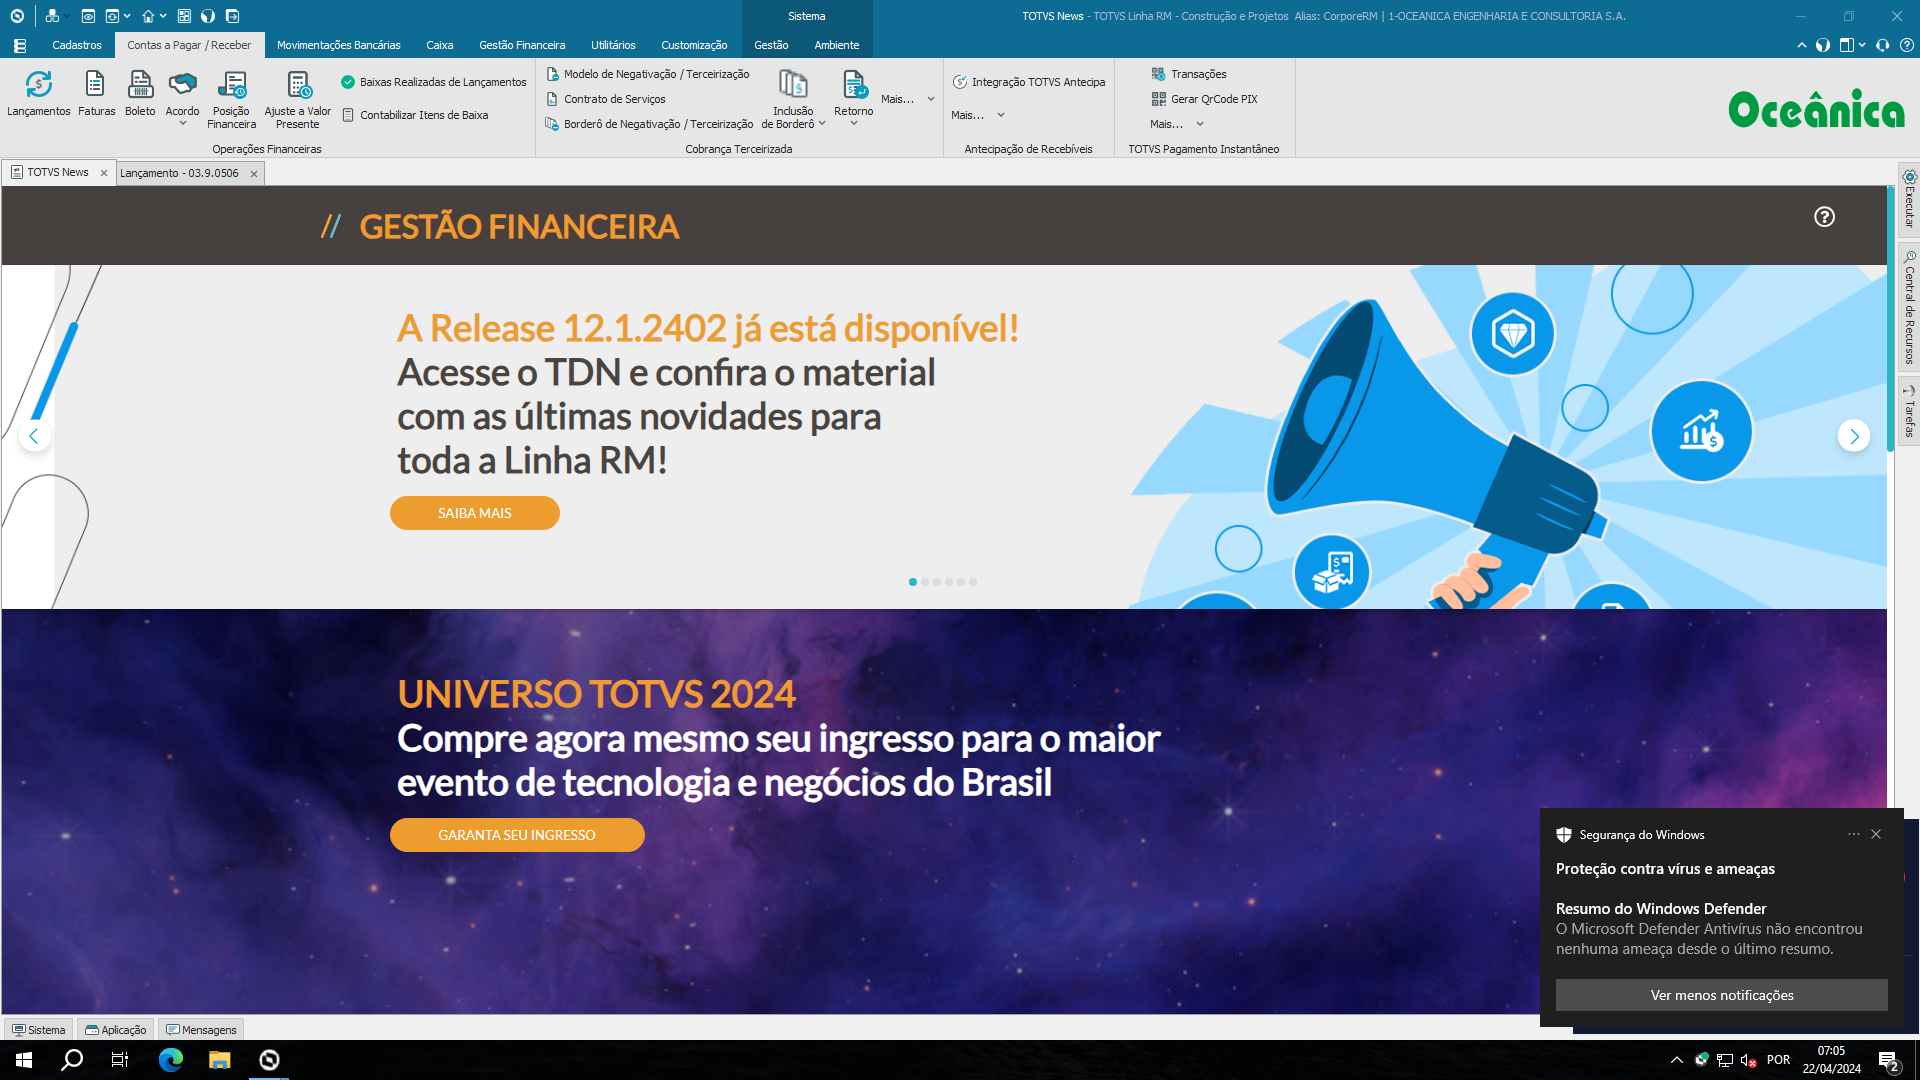 Sistema
TOTVS News - TOTVS Linha RM - Construção e Projetos  Alias: CorporeRM | 1-OCEANICA ENGENHARIA E CONSULTORIA S.A.
Cadastros
Contas a Pagar / Receber
Movimentações Bancárias
Caixa
Gestão Financeira
Utilitários
Customização
Gestão
Ambiente
Lançamentos
Faturas
Boleto
Acordo
Posição
Financeira
Ajuste a Valor
Presente
Baixas Realizadas de Lançamentos
Contabilizar Itens de Baixa
Operações Financeiras
Modelo de Negativação / Terceirização
Contrato de Serviços
Borderô de Negativação / Terceirização
Inclusão
de Borderô
Retorno
Mais...
Cobrança Terceirizada
Integração TOTVS Antecipa
Mais...
Antecipação de Recebíveis
Transações
Gerar QrCode PIX
Mais...
TOTVS Pagamento Instantâneo
Oceânica
TOTVS News
Lançamento - 03.9.0506
Executar
Central de Recursos
Tarefas
// GESTÃO FINANCEIRA
A Release 12.1.2402 já está disponível!
Acesse o TDN e confira o material
com as últimas novidades para
toda a Linha RM!
SAIBA MAIS
UNIVERSO TOTVS 2024
Compre agora mesmo seu ingresso para o maior
evento de tecnologia e negócios do Brasil
GARANTA SEU INGRESSO
Segurança do Windows
Proteção contra vírus e ameaças
Resumo do Windows Defender
O Microsoft Defender Antivírus não encontrou
nenhuma ameaça desde o último resumo.
Ver menos notificações
Sistema
Aplicação
Mensagens
POR
07:05
22/04/2024
2